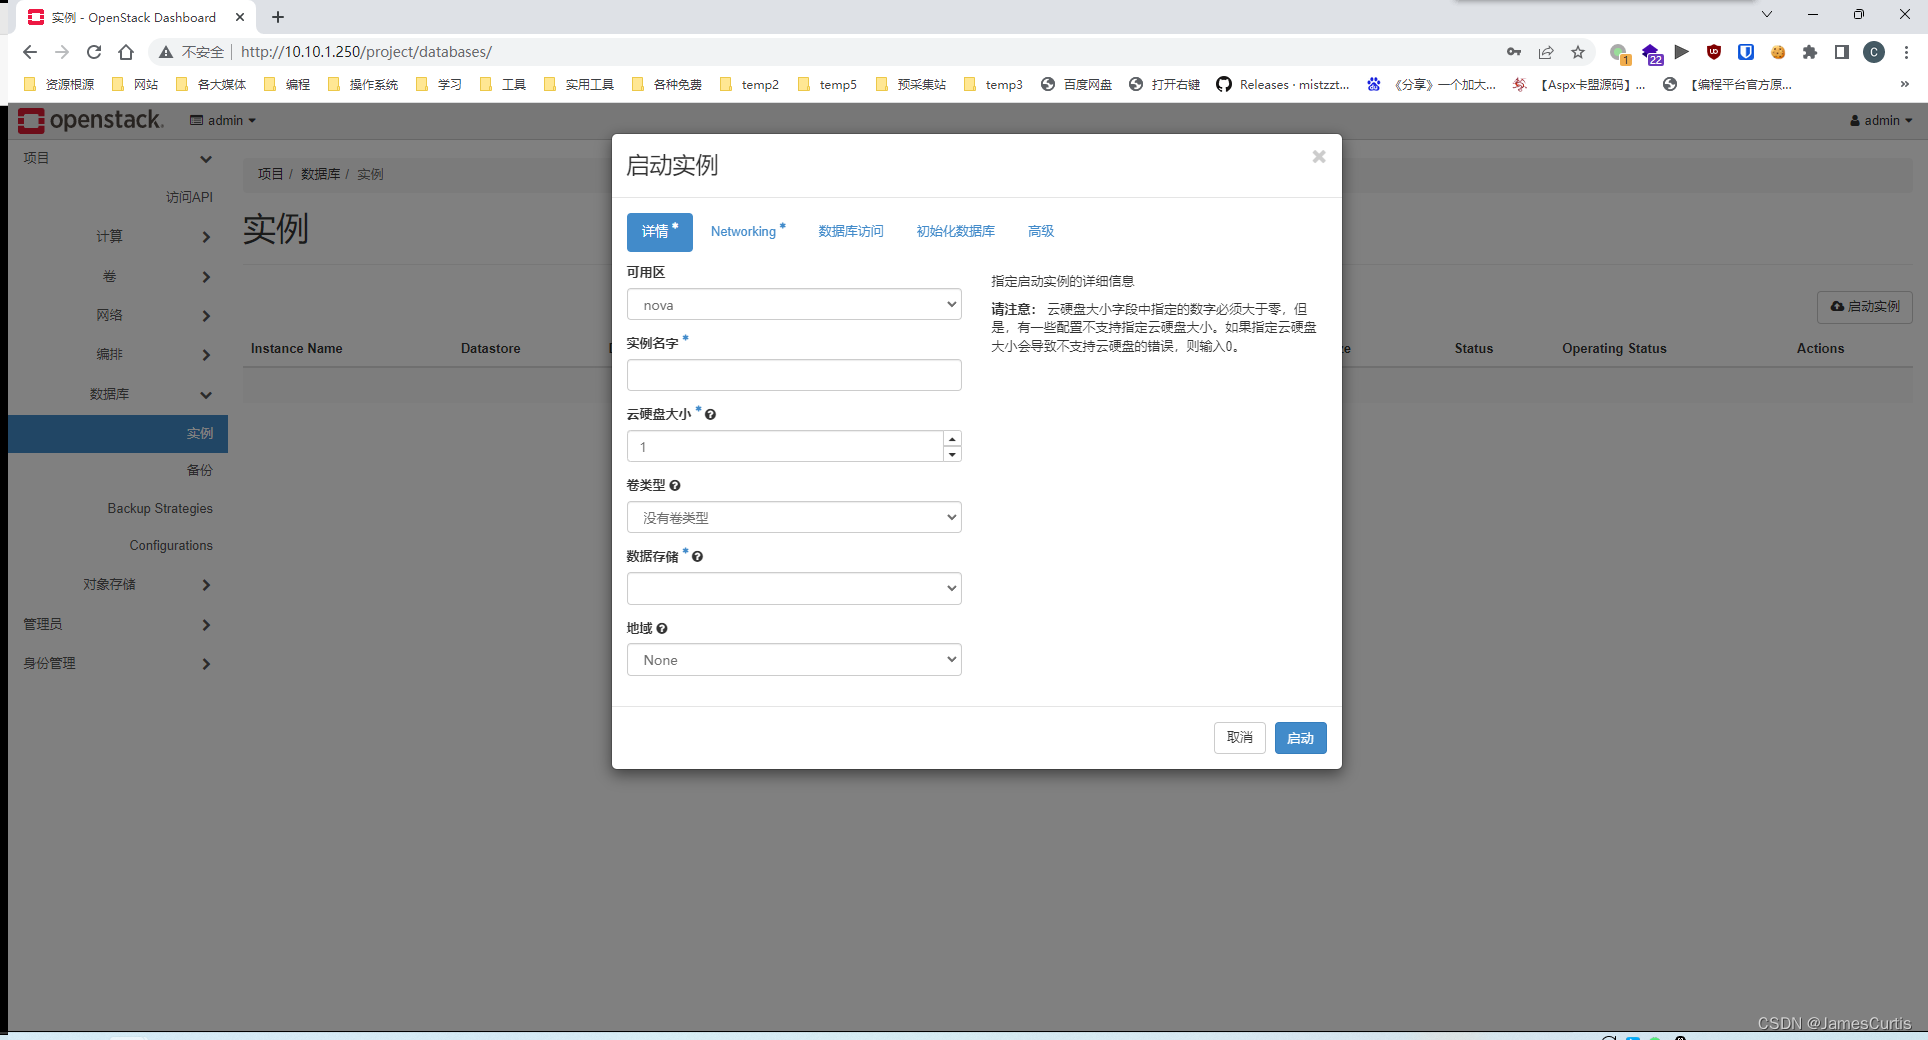 实例 - OpenStack Dashboard
不安全 http://10.10.1.250/project/databases/
1
22
C
资源根源 网站 各大媒体 编程 操作系统 学习 工具 实用工具 各种免费 temp2 temp5 预采集站 temp3 百度网盘 打开右键 Releases · mistzzt... 《分享》一个加大... 【Aspx卡盟源码】... 【编程平台官方原... »
openstack. admin admin
项目
访问API
计算
卷
网络
编排
数据库
实例
备份
Backup Strategies
Configurations
对象存储
管理员
身份管理
项目 / 数据库 / 实例
实例
启动实例
Instance Name Datastore Status Operating Status Actions
启动实例
×
详情 * Networking * 数据库访问 初始化数据库 高级
可用区
nova
实例名字 *
云硬盘大小 *
1
卷类型
没有卷类型
数据存储 *
地域
None
指定启动实例的详细信息
请注意： 云硬盘大小字段中指定的数字必须大于零，但
是，有一些配置不支持指定云硬盘大小。如果指定云硬盘
大小会导致不支持云硬盘的错误，则输入0。
取消 启动
CSDN @JamesCurtis